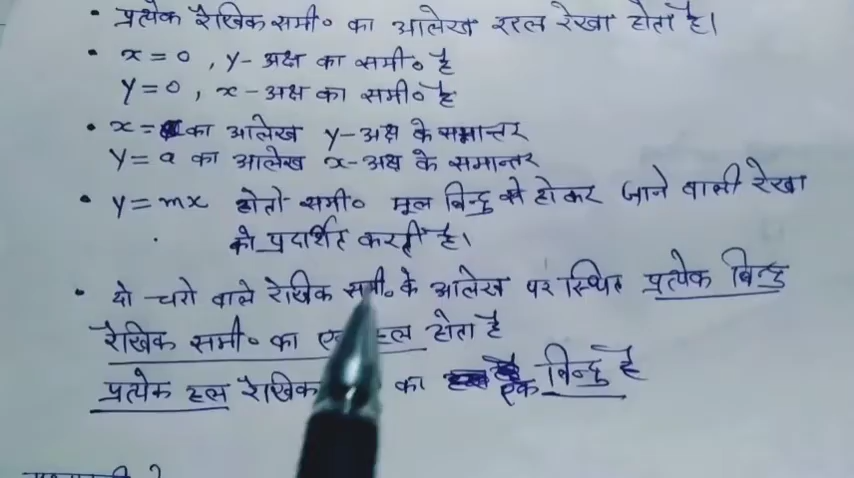 • प्रत्येक रैखिक समी० का आलेख सरल रेखा होता है।
• x = 0 , y - अक्ष का समी० है
y = 0 , x - अक्ष का समी० है
• x = का आलेख y - अक्ष के समान्तर
y = a का आलेख x - अक्ष के समान्तर
• y = mx होतो समी० मूल बिन्दु से होकर जाने वाली रेखा
को प्रदर्शित करती है।
• दो चरो वाले रैखिक समी० के आलेख पर स्थित प्रत्येक बिन्दु
रैखिक समी० का हल होता है
प्रत्येक हल रैखिक का एक बिन्दु है